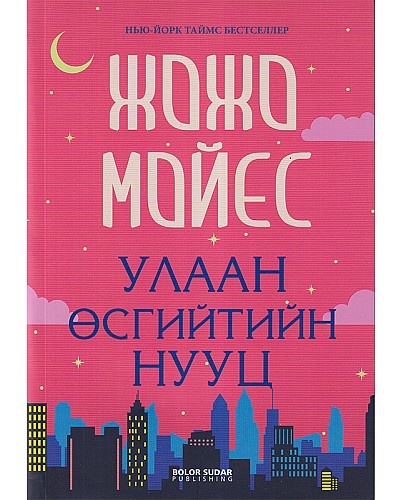 НЬЮ-ЙОРК ТАЙМС БЕСТСЕЛЛЕР
ЖОЖО
МОЙЕС
УЛААН
ӨСГИЙТИЙН
НУУЦ
BOLOR SUDAR
PUBLISHING